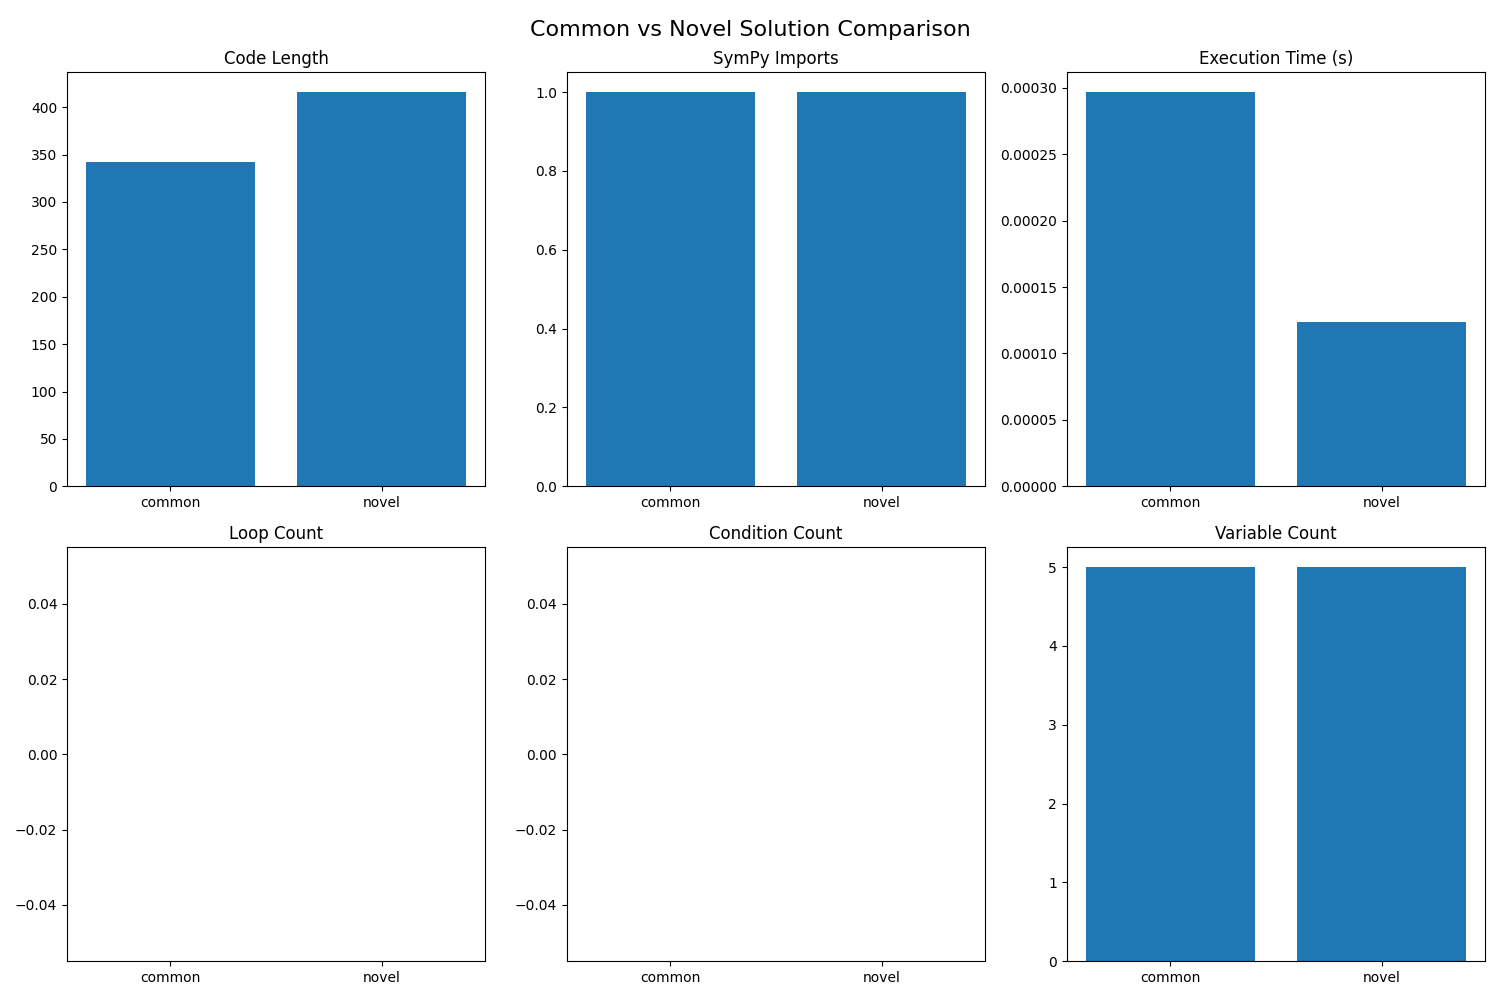 Common vs Novel Solution Comparison
Code Length
400
350
300
250
200
150
100
50
0
common novel
SymPy Imports
1.0
0.8
0.6
0.4
0.2
0.0
common novel
Execution Time (s)
0.00030
0.00025
0.00020
0.00015
0.00010
0.00005
0.00000
common novel
Loop Count
0.04
0.02
0.00
−0.02
−0.04
common novel
Condition Count
0.04
0.02
0.00
−0.02
−0.04
common novel
Variable Count
5
4
3
2
1
0
common novel